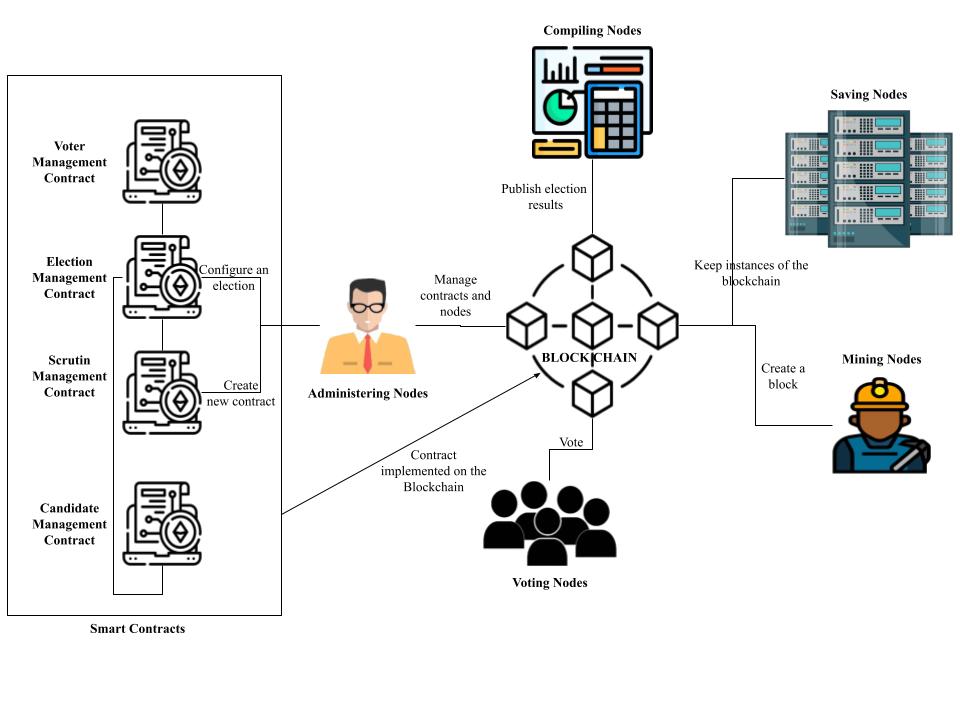 Compiling Nodes
Saving Nodes
Voter
Management
Contract
Publish election
results
Election
Management
Contract
Configure an
election
Manage
contracts and
nodes
Keep instances of the
blockchain
BLOCKCHAIN
Scrutin
Management
Contract
Create
new contract
Administering Nodes
Create a
block
Mining Nodes
Vote
Contract
implemented on the
Blockchain
Candidate
Management
Contract
Voting Nodes
Smart Contracts